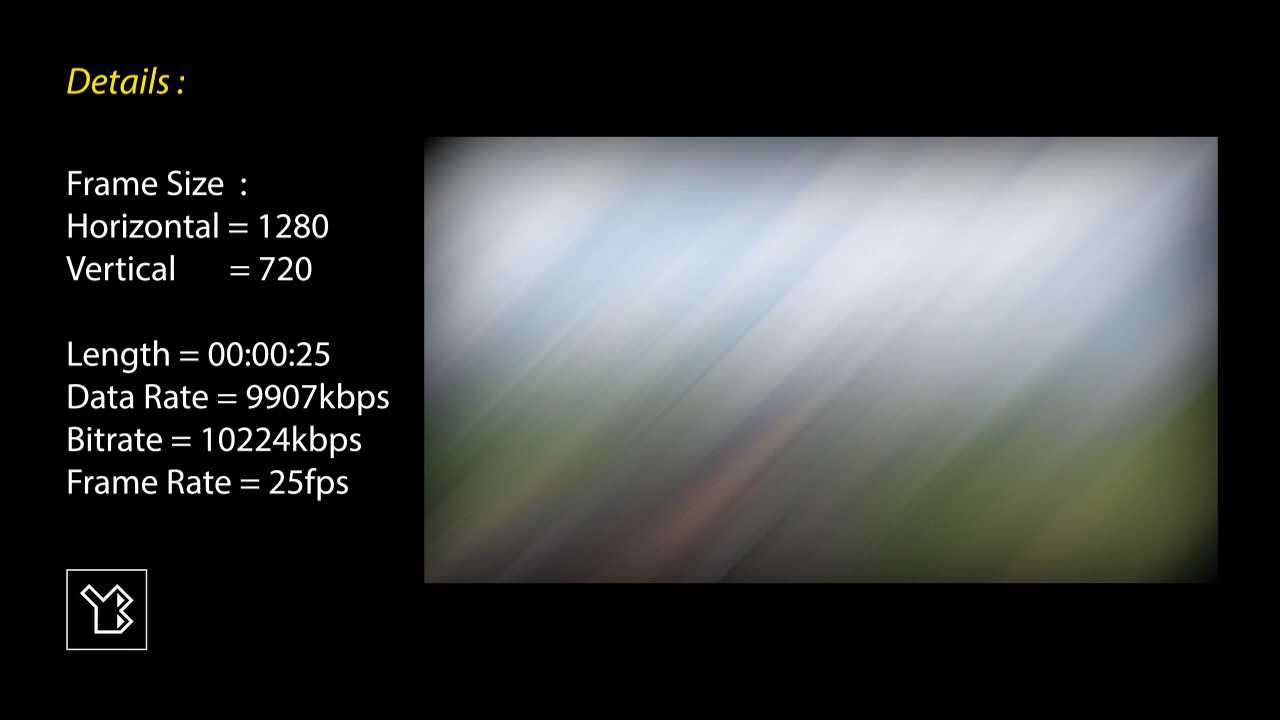 Details :
Frame Size :
Horizontal = 1280
Vertical = 720
Length = 00:00:25
Data Rate = 9907kbps
Bitrate = 10224kbps
Frame Rate = 25fps